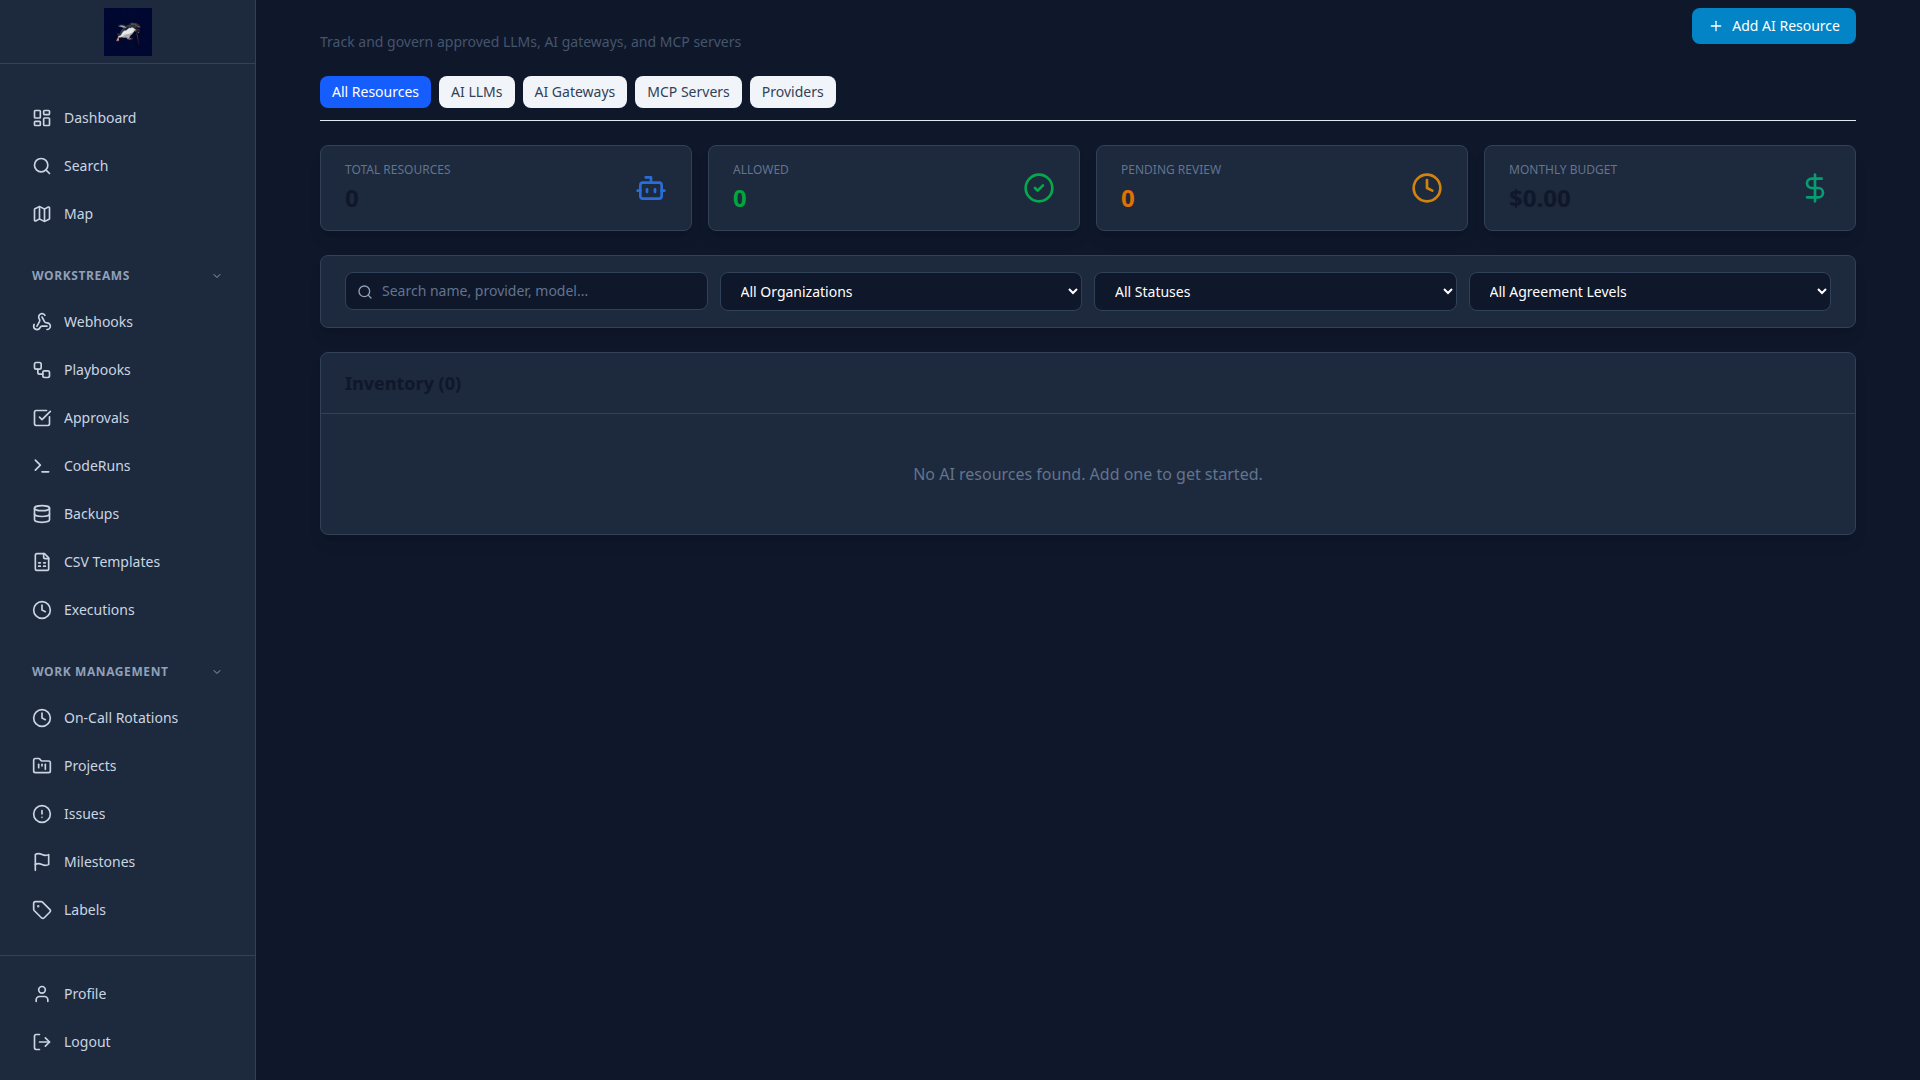 Dashboard
Search
Map
WORKSTREAMS
Webhooks
Playbooks
Approvals
CodeRuns
Backups
CSV Templates
Executions
WORK MANAGEMENT
On-Call Rotations
Projects
Issues
Milestones
Labels
Profile
Logout
Track and govern approved LLMs, AI gateways, and MCP servers
Add AI Resource
All Resources
AI LLMs
AI Gateways
MCP Servers
Providers
TOTAL RESOURCES
0
ALLOWED
0
PENDING REVIEW
0
MONTHLY BUDGET
$0.00
Search name, provider, model...
All Organizations
All Statuses
All Agreement Levels
Inventory (0)
No AI resources found. Add one to get started.